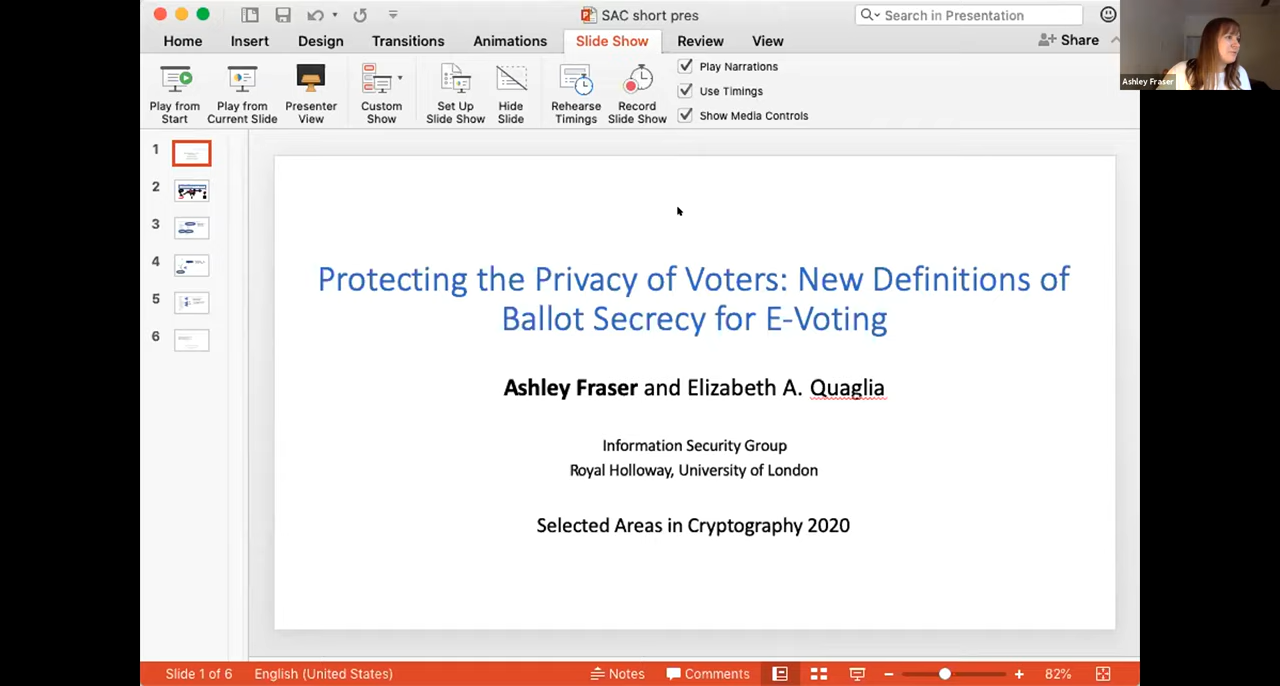 SAC short pres
Search in Presentation
Home Insert Design Transitions Animations Slide Show Review View
Share
Ashley Fraser
Play from Start
Play from Current Slide
Presenter View
Custom Show
Set Up Slide Show
Hide Slide
Rehearse Timings
Record Slide Show
Play Narrations
Use Timings
Show Media Controls
1
2
3
4
5
6
Protecting the Privacy of Voters: New Definitions of
Ballot Secrecy for E-Voting
Ashley Fraser and Elizabeth A. Quaglia
Information Security Group
Royal Holloway, University of London
Selected Areas in Cryptography 2020
Slide 1 of 6 English (United States) Notes Comments 82%